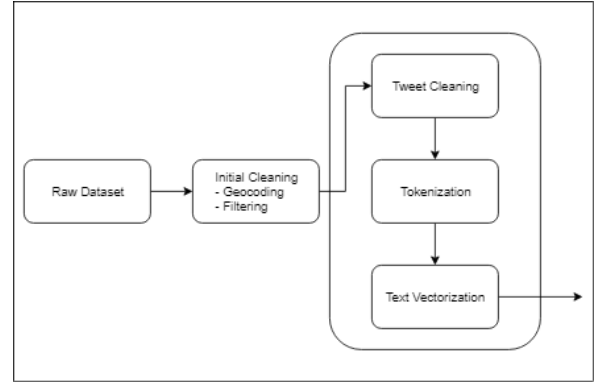 Raw Dataset
Initial Cleaning
- Geocoding
- Filtering
Tweet Cleaning
Tokenization
Text Vectorization